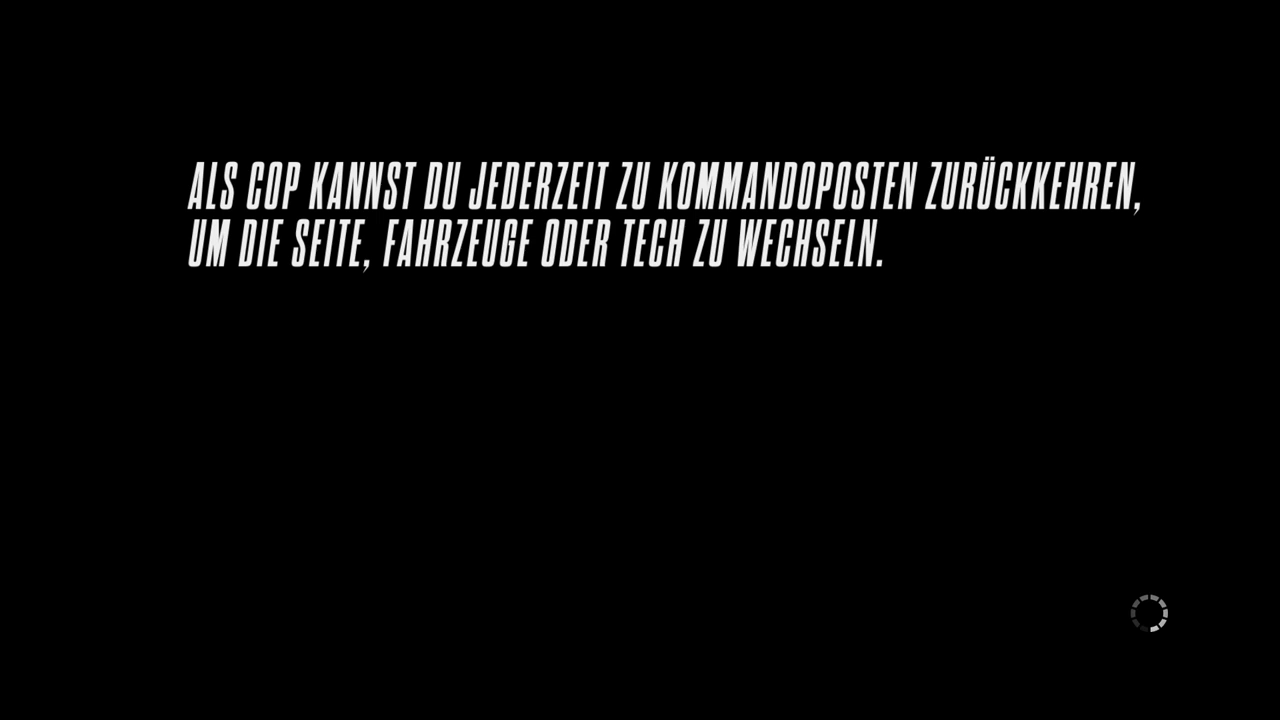 ALS COP KANNST DU JEDERZEIT ZU KOMMANDOPOSTEN ZURÜCKKEHREN,
UM DIE SEITE, FAHRZEUGE ODER TECH ZU WECHSELN.